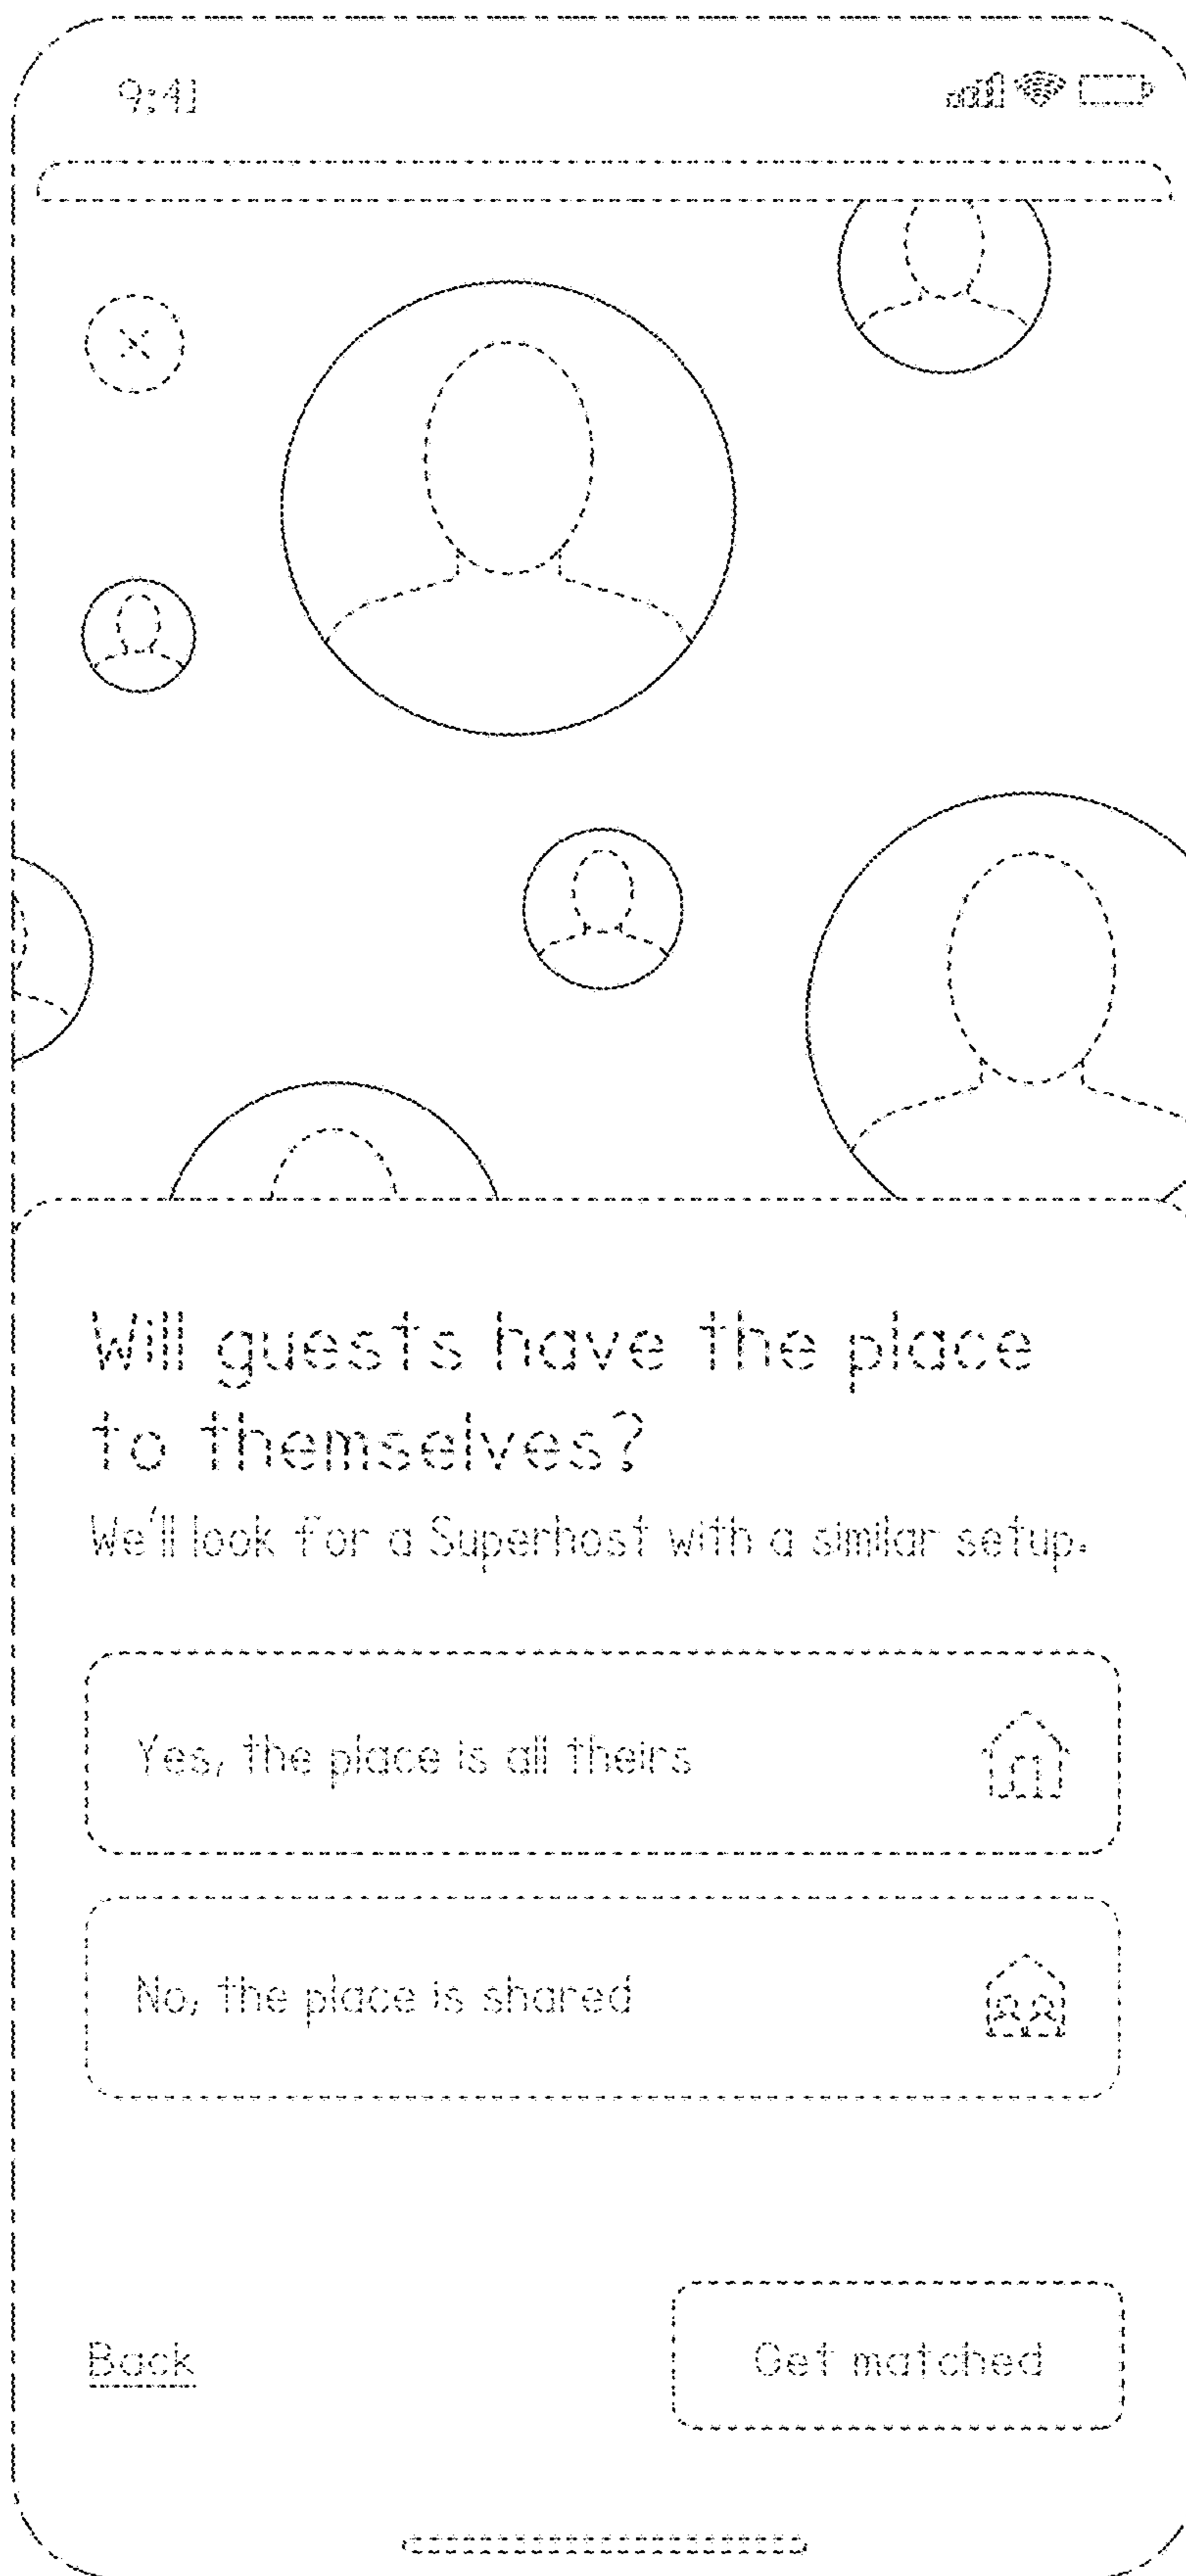 9:41
Will guests have the place
to themselves?
We'll look for a Superhost with a similar setup.
Yes, the place is all theirs
No, the place is shared
Back
Get matched